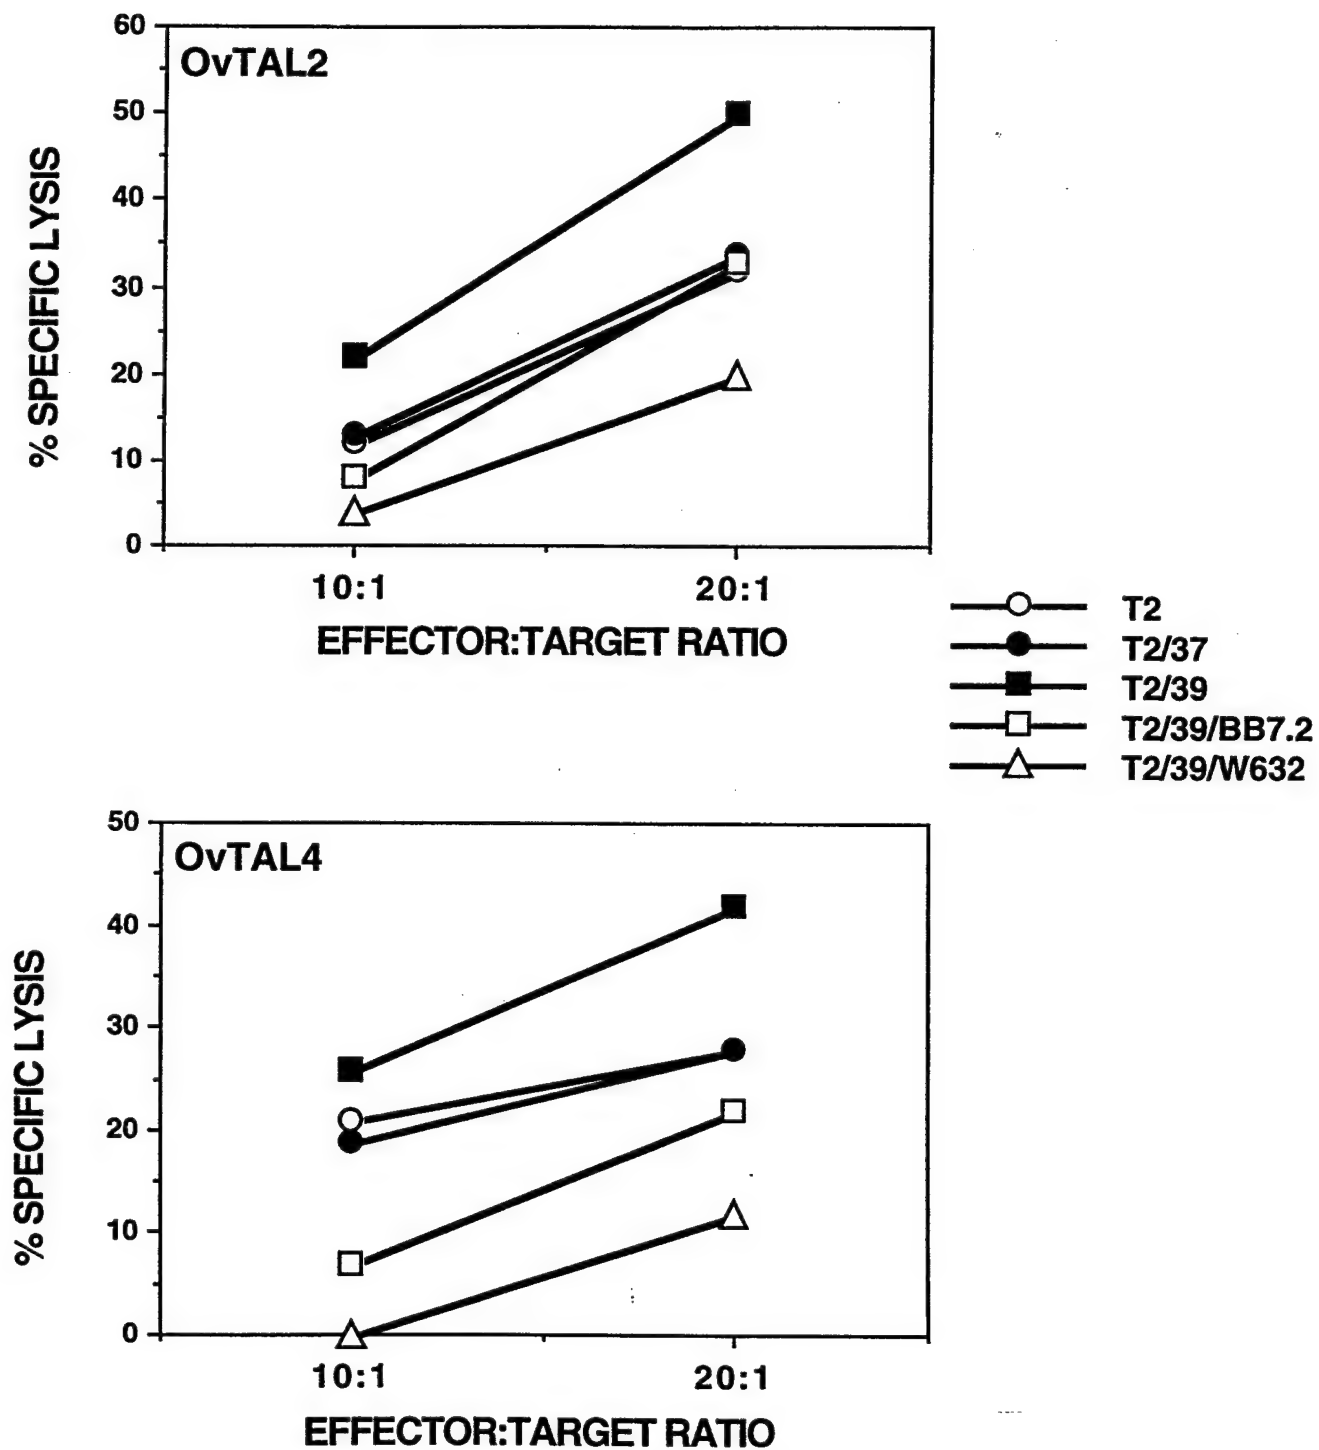 60
OvTAL2
50
40
30
20
10
0
% SPECIFIC LYSIS
10:1 20:1
EFFECTOR:TARGET RATIO
T2
T2/37
T2/39
T2/39/BB7.2
T2/39/W632
50
OvTAL4
40
30
20
10
0
% SPECIFIC LYSIS
10:1 20:1
EFFECTOR:TARGET RATIO